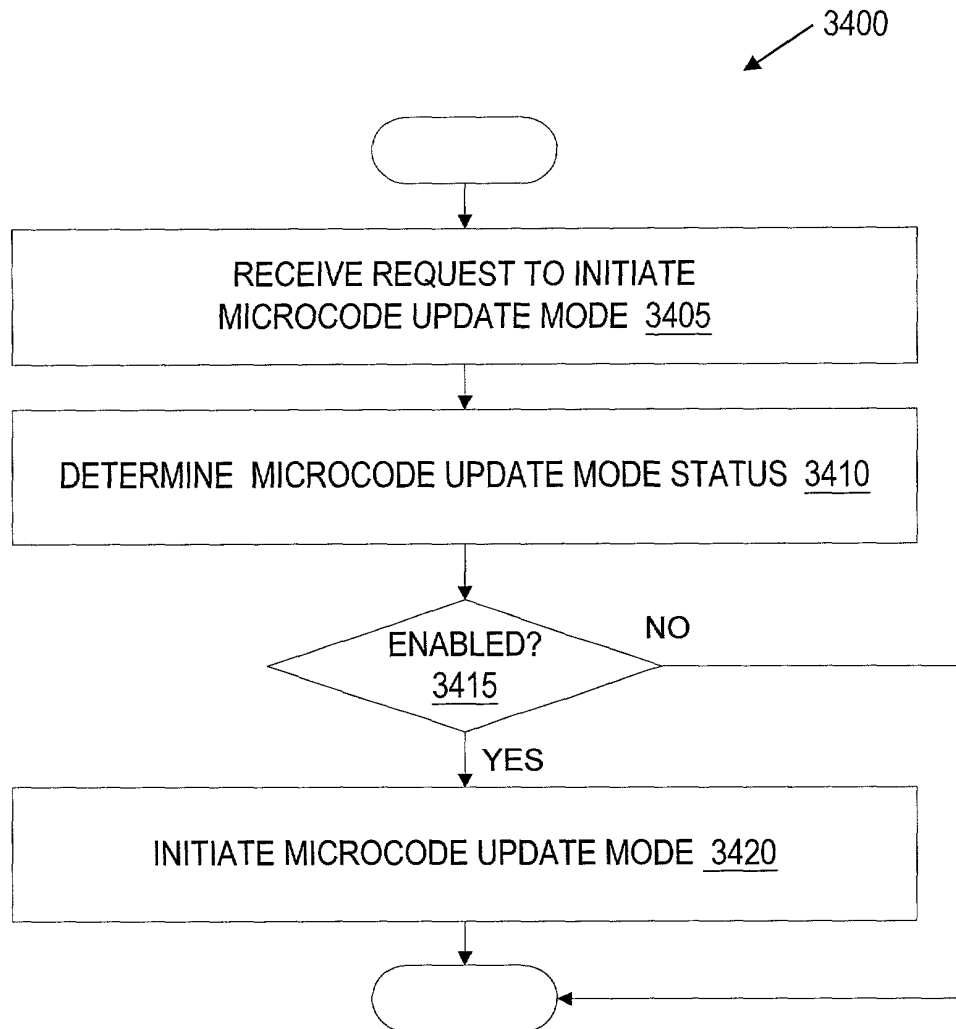 3400
RECEIVE REQUEST TO INITIATE
MICROCODE UPDATE MODE 3405
DETERMINE MICROCODE UPDATE MODE STATUS 3410
ENABLED?
3415
NO
YES
INITIATE MICROCODE UPDATE MODE 3420